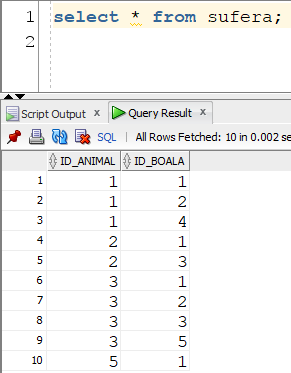 1 select * from sufera;
2
Script Output x Query Result x
SQL | All Rows Fetched: 10 in 0.002 se
ID_ANIMAL ID_BOALA
1 1 1
2 1 2
3 1 4
4 2 1
5 2 3
6 3 1
7 3 2
8 3 3
9 3 5
10 5 1